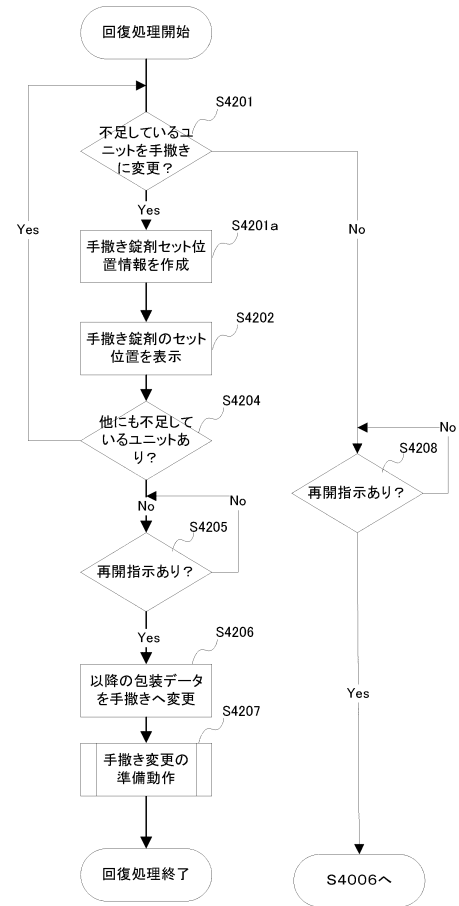 回復処理開始
S4201
不足しているユ
ニットを手撒き
に変更？
Yes
No
Yes
S4201a
手撒き錠剤セット位
置情報を作成
S4202
手撒き錠剤のセット
位置を表示
S4204
他にも不足して
いるユニットあ
り？
No
No
S4205
再開指示あり？
Yes
S4206
以降の包装データ
を手撒きへ変更
S4207
手撒き変更の
準備動作
回復処理終了
No
S4208
再開指示あり？
Yes
S4006へ